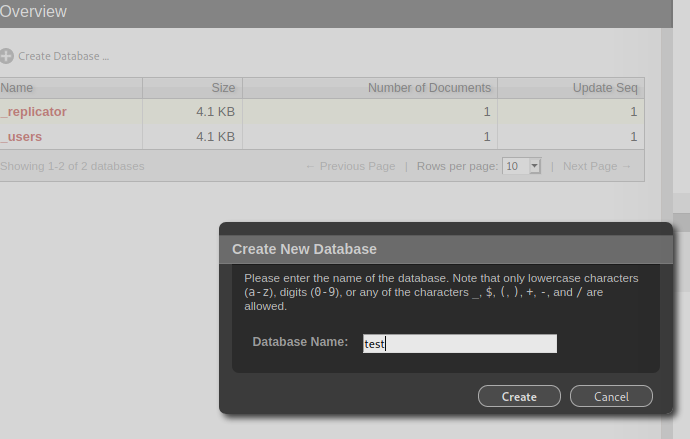 Overview
Create Database ...
Name Size Number of Documents Update Seq
_replicator 4.1 KB 1 1
_users 4.1 KB 1 1
Showing 1-2 of 2 databases ← Previous Page | Rows per page: 10 | Next Page →
Create New Database
Please enter the name of the database. Note that only lowercase characters
(a-z), digits (0-9), or any of the characters _, $, (, ), +, -, and / are
allowed.
Database Name: test
Create Cancel